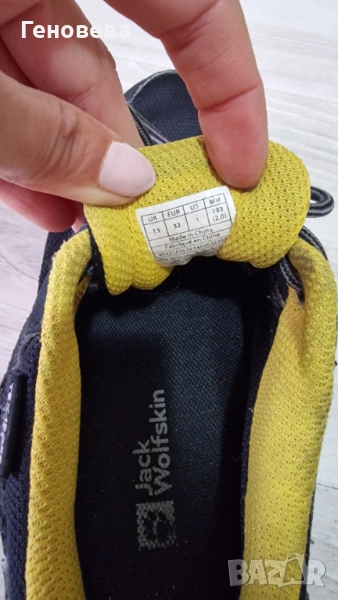 Геновева
UK EUR US MM
13 32 1 193
(2,0)
Made in China
Fabriqué en Chine
Jack
Wolfskin
BAZAR